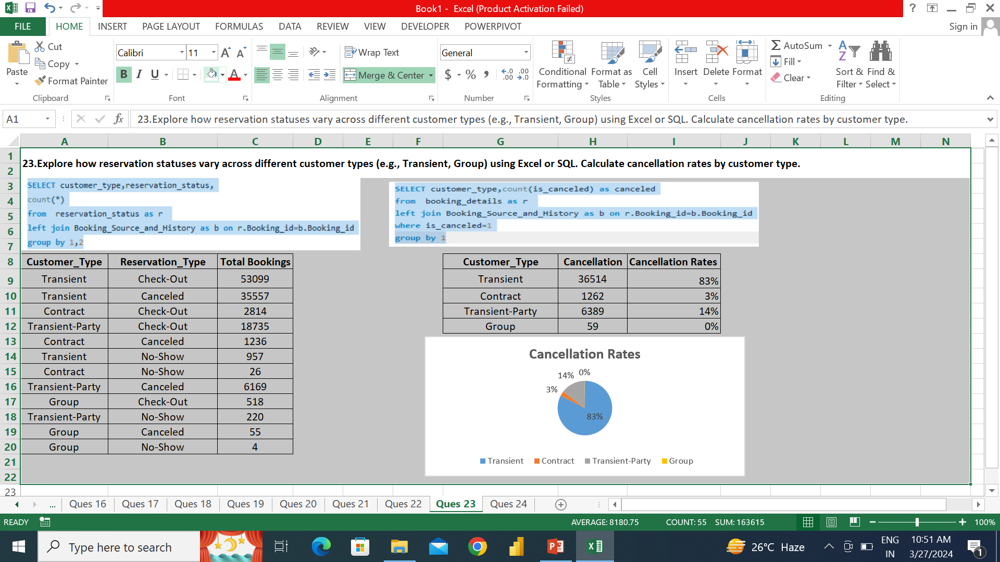 Book1 - Excel (Product Activation Failed)
FILE HOME INSERT PAGE LAYOUT FORMULAS DATA REVIEW VIEW DEVELOPER POWERPIVOT Sign in
Cut
Copy
Format Painter
Paste
Clipboard
Calibri 11
B I U
Font
Wrap Text
Merge & Center
Alignment
General
$ % ,
Number
Conditional Formatting
Format as Table
Cell Styles
Styles
Insert Delete Format
Cells
AutoSum
Fill
Clear
Sort & Filter
Find & Select
Editing
A1 fx 23.Explore how reservation statuses vary across different customer types (e.g., Transient, Group) using Excel or SQL. Calculate cancellation rates by customer type.
A B C D E F G H I J K L M N
1
2
3
4
5
6
7
8
9
10
11
12
13
14
15
16
17
18
19
20
21
22
23
23.Explore how reservation statuses vary across different customer types (e.g., Transient, Group) using Excel or SQL. Calculate cancellation rates by customer type.
SELECT customer_type,reservation_status,
count(*)
from reservation_status as r
left join Booking_Source_and_History as b on r.Booking_id=b.Booking_id
group by 1,2
SELECT customer_type,count(is_canceled) as canceled
from booking_details as r
left join Booking_Source_and_History as b on r.Booking_id=b.Booking_id
where is_canceled=1
group by 1
Customer_Type Reservation_Type Total Bookings
Transient Check-Out 53099
Transient Canceled 35557
Contract Check-Out 2814
Transient-Party Check-Out 18735
Contract Canceled 1236
Transient No-Show 957
Contract No-Show 26
Transient-Party Canceled 6169
Group Check-Out 518
Transient-Party No-Show 220
Group Canceled 55
Group No-Show 4
Customer_Type Cancellation Cancellation Rates
Transient 36514 83%
Contract 1262 3%
Transient-Party 6389 14%
Group 59 0%
Cancellation Rates
14% 0%
3%
83%
Transient Contract Transient-Party Group
... Ques 16 Ques 17 Ques 18 Ques 19 Ques 20 Ques 21 Ques 22 Ques 23 Ques 24
READY AVERAGE: 8180.75 COUNT: 55 SUM: 163615 100%
Type here to search
26°C Haze
ENG
IN
10:51 AM
3/27/2024
1